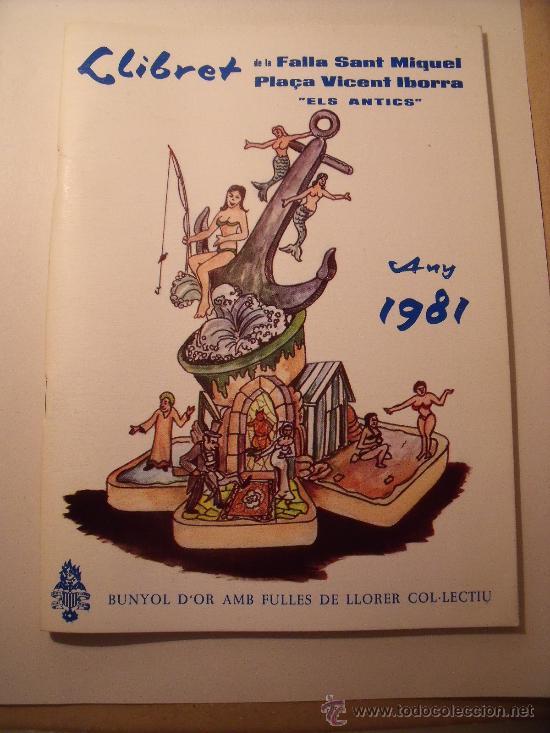 Llibret de la Falla Sant Miquel
Plaça Vicent Iborra
"ELS ANTICS"
Any
1981
BUNYOL D'OR AMB FULLES DE LLORER COL·LECTIU
todocoleccion
www.todocoleccion.net